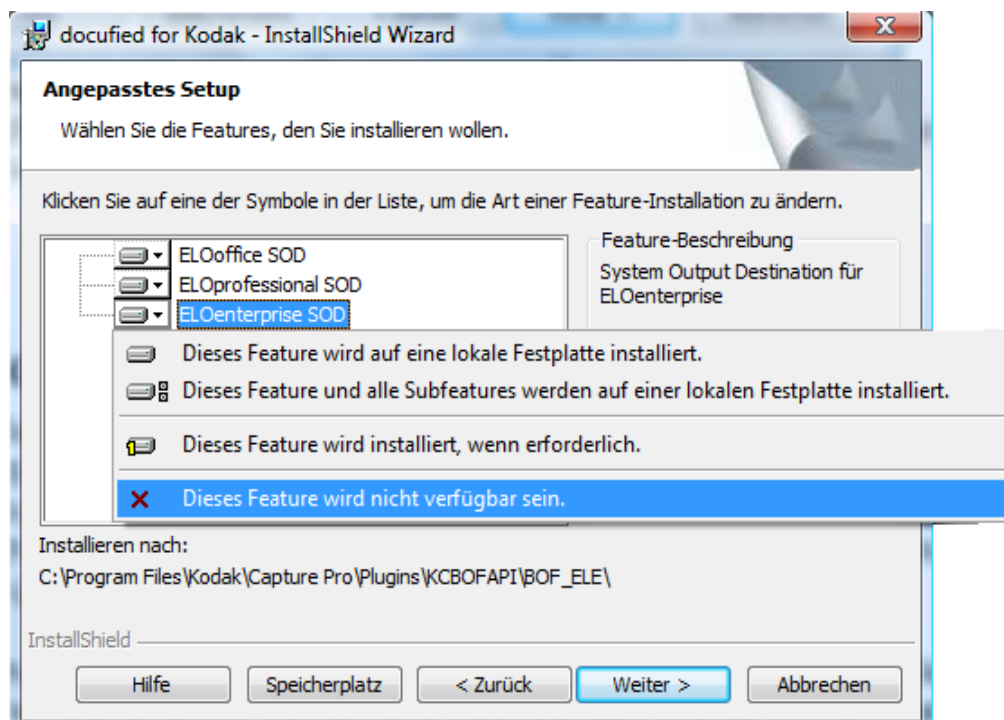 docufied for Kodak - InstallShield Wizard
Angepasstes Setup
Wählen Sie die Features, den Sie installieren wollen.
Klicken Sie auf eine der Symbole in der Liste, um die Art einer Feature-Installation zu ändern.
ELOoffice SOD
ELOprofessional SOD
ELOenterprise SOD
Feature-Beschreibung
System Output Destination für
ELOenterprise
Dieses Feature wird auf eine lokale Festplatte installiert.
Dieses Feature und alle Subfeatures werden auf einer lokalen Festplatte installiert.
Dieses Feature wird installiert, wenn erforderlich.
Dieses Feature wird nicht verfügbar sein.
Installieren nach:
C:\Program Files\Kodak\Capture Pro\Plugins\KCBOFAPI\BOF_ELE\
InstallShield
Hilfe
Speicherplatz
< Zurück
Weiter >
Abbrechen